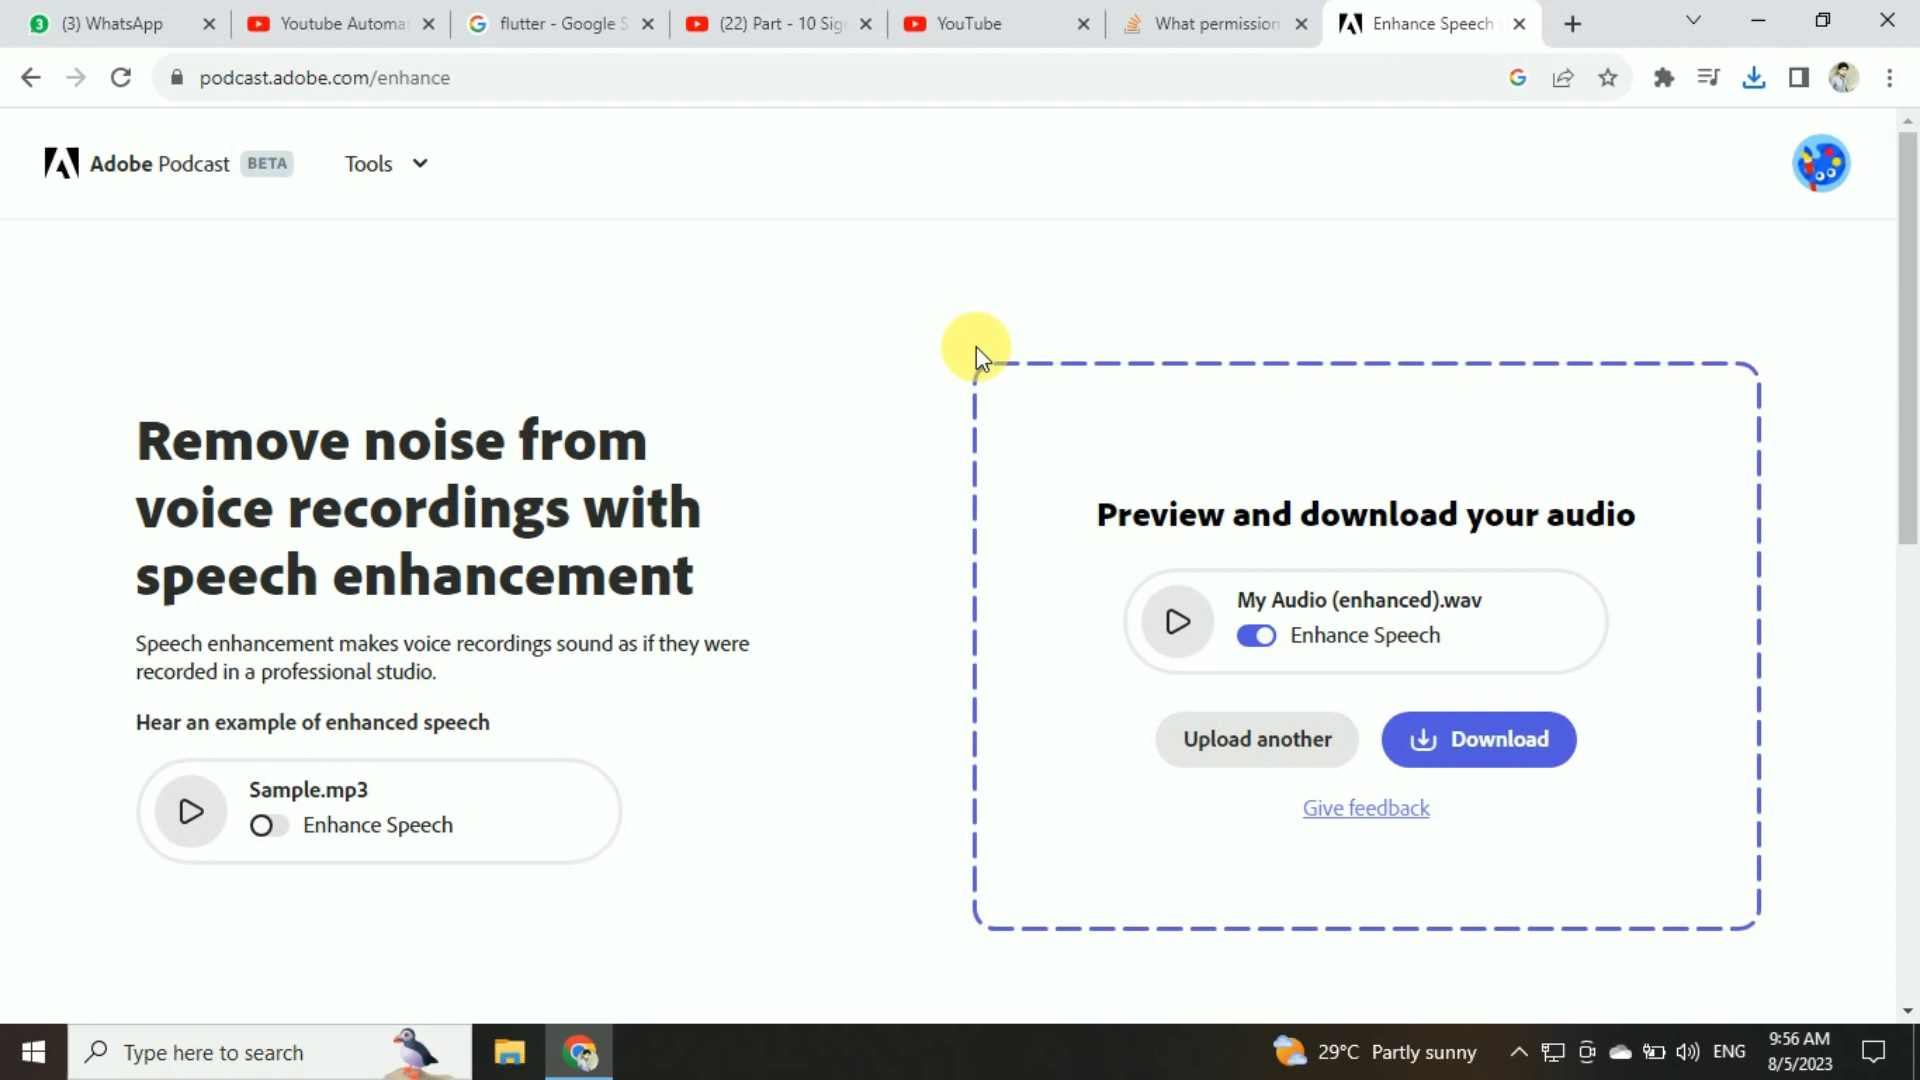 (3) WhatsApp
Youtube Automat
flutter - Google S
(22) Part - 10 Sig
YouTube
What permission
Enhance Speech
podcast.adobe.com/enhance
Adobe Podcast BETA
Tools
Remove noise from
voice recordings with
speech enhancement
Speech enhancement makes voice recordings sound as if they were
recorded in a professional studio.
Hear an example of enhanced speech
Sample.mp3
Enhance Speech
Preview and download your audio
My Audio (enhanced).wav
Enhance Speech
Upload another
Download
Give feedback
Type here to search
29°C Partly sunny
ENG
9:56 AM
8/5/2023